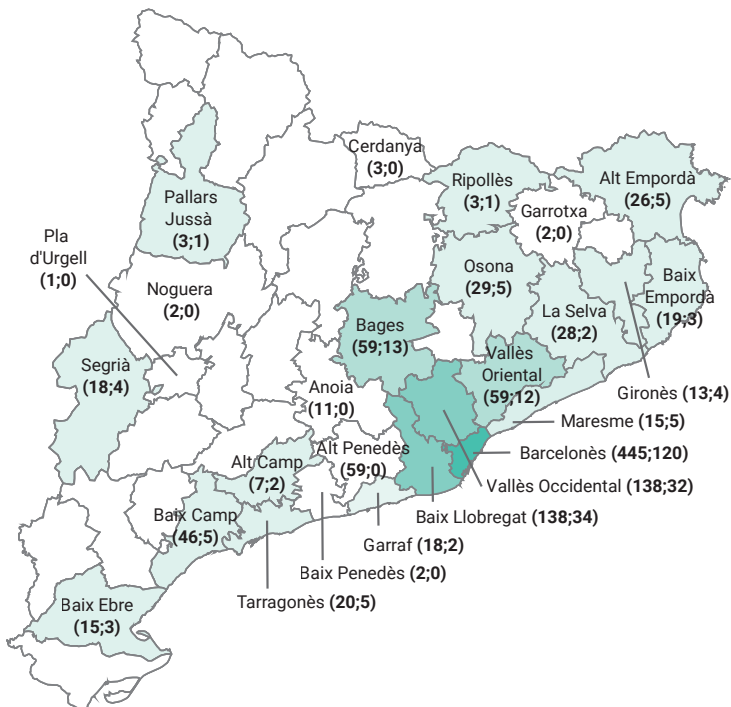 Cerdanya
(3;0)
Ripollès
(3;1)
Alt Empordà
(26;5)
Pallars
Jussà
(3;1)
Garrotxa
(2;0)
Pla
d'Urgell
(1;0)
Noguera
(2;0)
Osona
(29;5)
Baix
Empordà
(19;3)
La Selva
(28;2)
Bages
(59;13)
Vallès
Oriental
(59;12)
Segrià
(18;4)
Anoia
(11;0)
Gironès (13;4)
Maresme (15;5)
Alt Penedès
(59;0)
Barcelonès (445;120)
Alt Camp
(7;2)
Vallès Occidental (138;32)
Baix Camp
(46;5)
Baix Llobregat (138;34)
Garraf (18;2)
Baix Penedès (2;0)
Tarragonès (20;5)
Baix Ebre
(15;3)